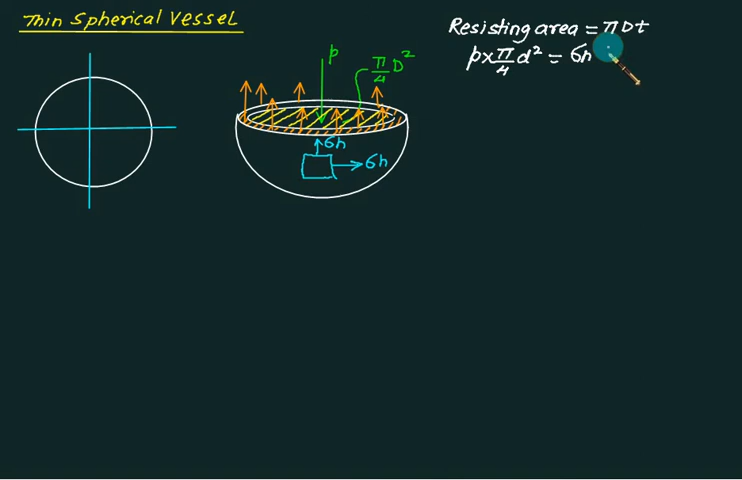 Thin Spherical Vessel
Resisting area = πDt
p×π/4 d² = σh
p
π/4 D²
σh
σh